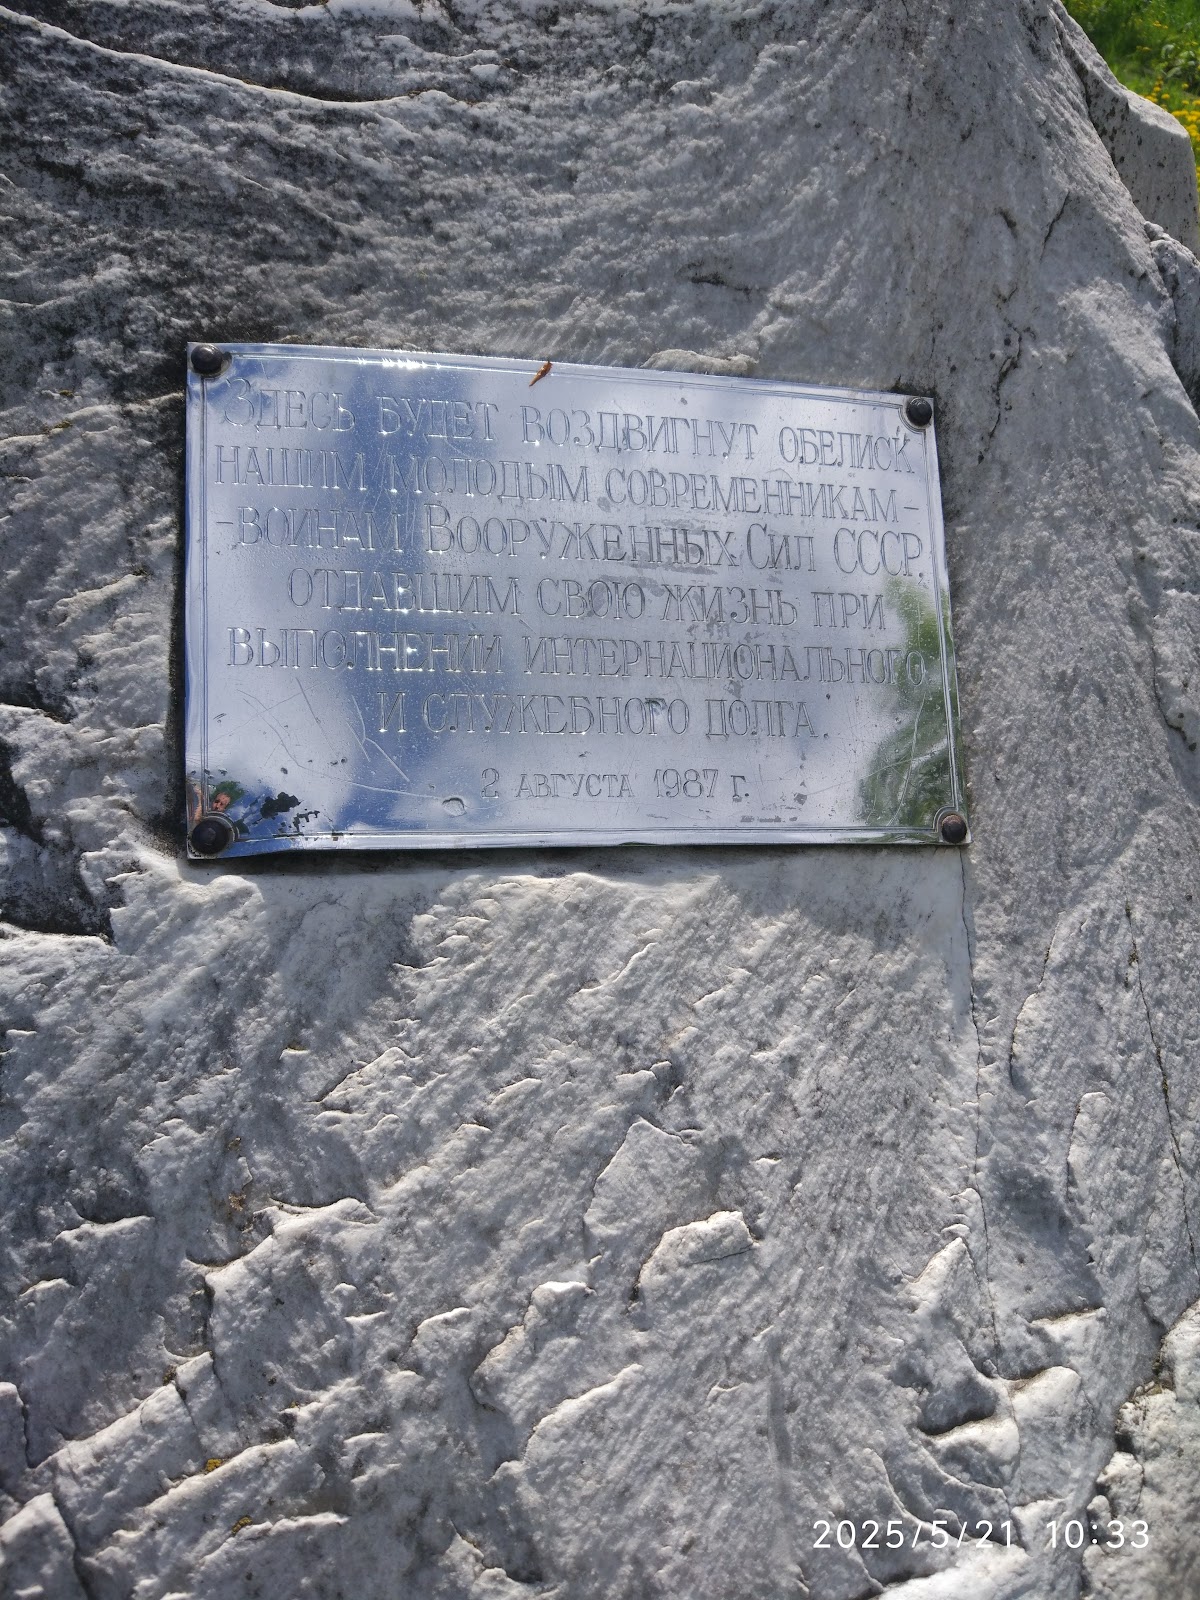 Здесь будет воздвигнут обелиск
нашим молодым современникам-
-воинам Вооруженных Сил СССР,
отдавшим свою жизнь при
выполнении интернационального
и служебного долга.
2 августа 1987 г.
2025/5/21 10:33